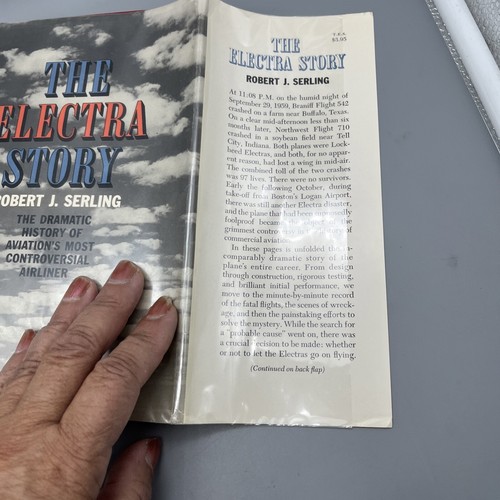 THE
ELECTRA
STORY
ROBERT J. SERLING
THE DRAMATIC
HISTORY OF
AVIATION'S MOST
CONTROVERSIAL
AIRLINER
$3.95
THE
ELECTRA STORY
ROBERT J. SERLING
At 11:08 P.M. on the humid night of
September 29, 1959, Braniff Flight 542
crashed on a farm near Buffalo, Texas.
On a clear mid-afternoon less than six
months later, Northwest Flight 710
crashed in a soybean field near Tell
City, Indiana. Both planes were Lock-
heed Electras, and both, for no appar-
ent reason, had lost a wing in mid-air.
The combined toll of the two crashes
was 97 lives. There were no survivors.
Early the following October, during
take-off from Boston's Logan Airport,
there was still another Electra disaster,
and the plane that had been supposedly
foolproof became the
grimmest controversy of
commercial aviation
In these pages is unfolded the in-
comparably dramatic story of the
plane's entire career. From design
through construction, rigorous testing,
and brilliant initial performance, we
move to the minute-by-minute record
of the fatal flights, the scenes of wreck-
age, and then the painstaking efforts to
solve the mystery. While the search for
a "probable cause" went on, there was
a crucial decision to be made: whether
or not to let the Electras go on flying.
(Continued on back flap)